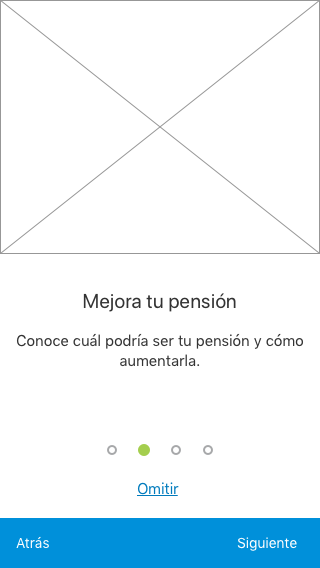 Mejora tu pensión
Conoce cuál podría ser tu pensión y cómo
aumentarla.
Omitir
Atrás
Siguiente